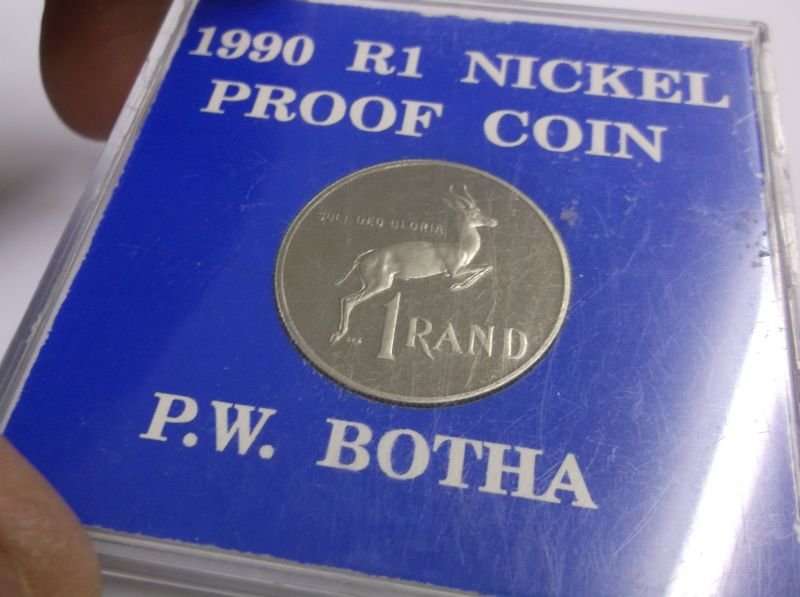 1990 R1 NICKEL
PROOF COIN
SOLI DEO GLORIA
1 RAND
P.W. BOTHA